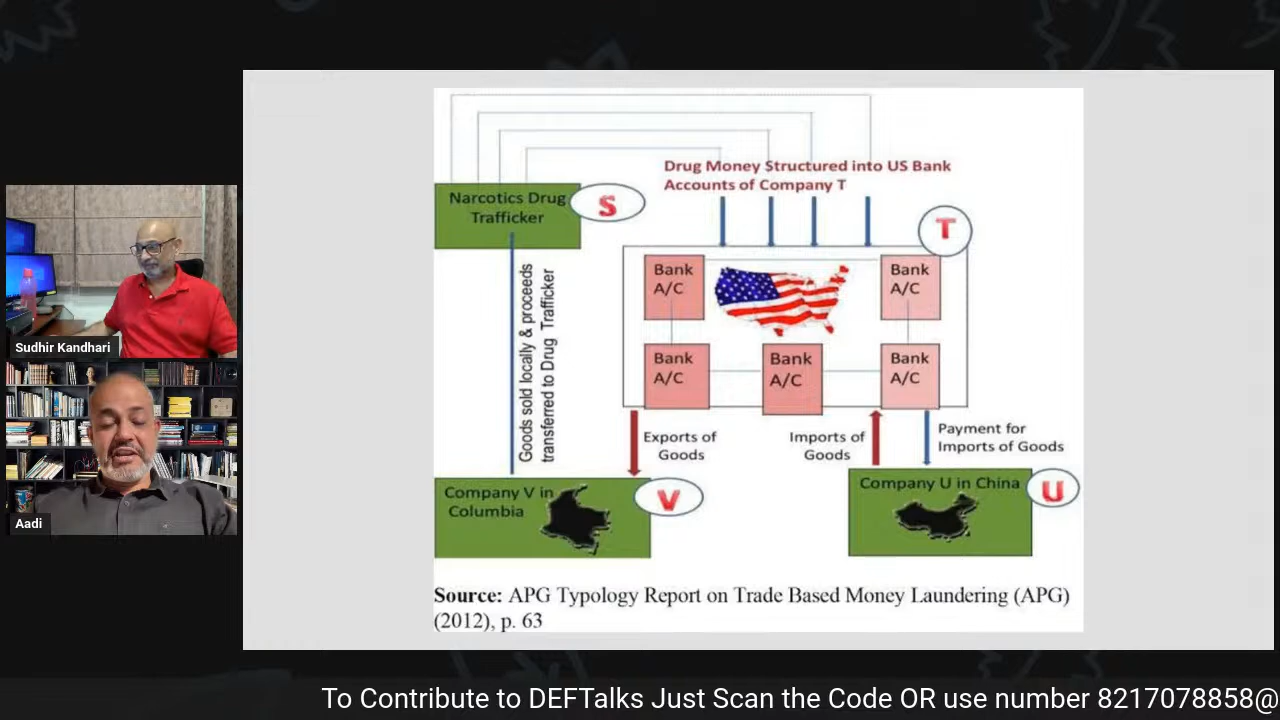 Drug Money Structured into US Bank
Accounts of Company T
Narcotics Drug
Trafficker
S
T
Bank
A/C
Bank
A/C
Goods sold locally & proceeds
transferred to Drug Trafficker
Bank
A/C
Bank
A/C
Bank
A/C
Exports of
Goods
Imports of
Goods
Payment for
Imports of Goods
Company V in
Columbia
V
Company U in China
U
Source: APG Typology Report on Trade Based Money Laundering (APG)
(2012), p. 63
Sudhir Kandhari
Aadi
To Contribute to DEFTalks Just Scan the Code OR use number 8217078858@